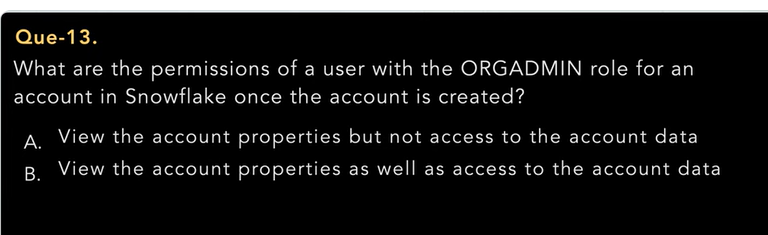 Que-13.
What are the permissions of a user with the ORGADMIN role for an
account in Snowflake once the account is created?
A. View the account properties but not access to the account data
B. View the account properties as well as access to the account data